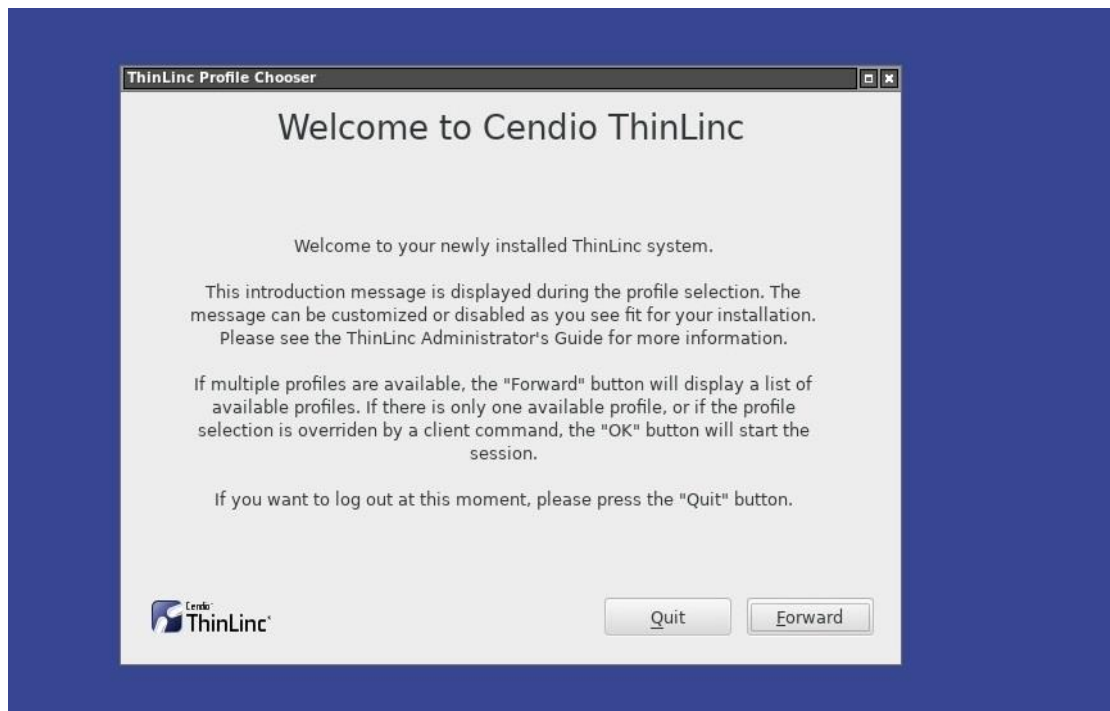 ThinLinc Profile Chooser
Welcome to Cendio ThinLinc
Welcome to your newly installed ThinLinc system.
This introduction message is displayed during the profile selection. The
message can be customized or disabled as you see fit for your installation.
Please see the ThinLinc Administrator's Guide for more information.
If multiple profiles are available, the "Forward" button will display a list of
available profiles. If there is only one available profile, or if the profile
selection is overriden by a client command, the "OK" button will start the
session.
If you want to log out at this moment, please press the "Quit" button.
Cendio
ThinLinc
Quit
Forward